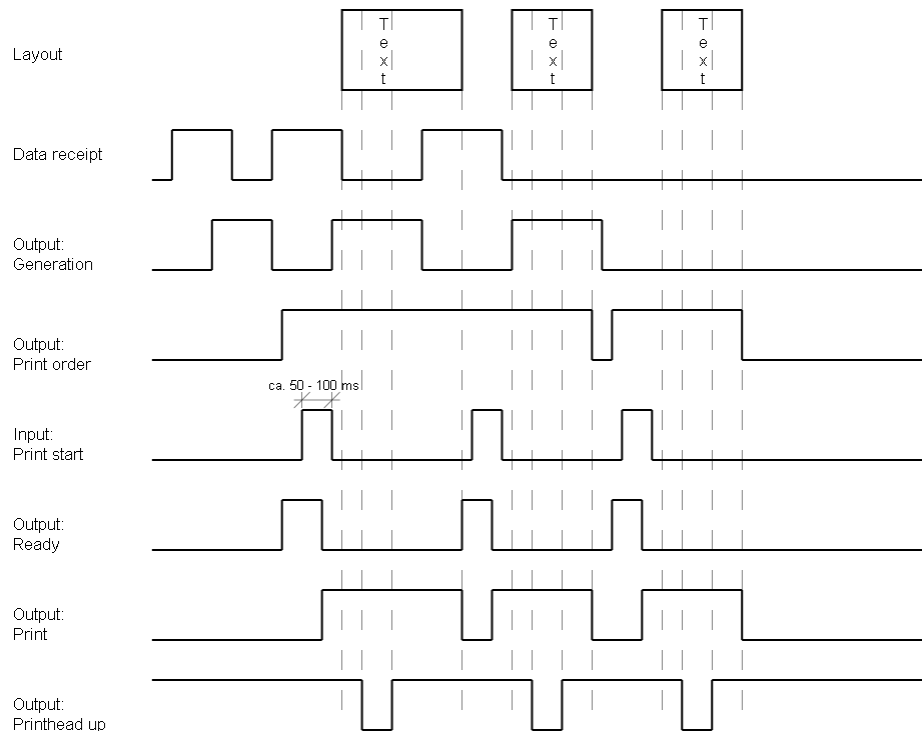 Layout
T
e
x
t
T
e
x
t
T
e
x
t
Data receipt
Output:
Generation
Output:
Print order
ca. 50 - 100 ms
Input:
Print start
Output:
Ready
Output:
Print
Output:
Printhead up